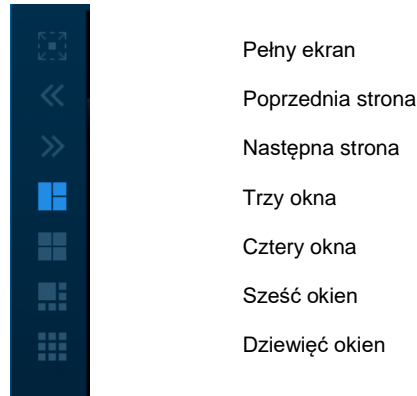 Pełny ekran
Poprzednia strona
Następna strona
Trzy okna
Cztery okna
Sześć okien
Dziewięć okien